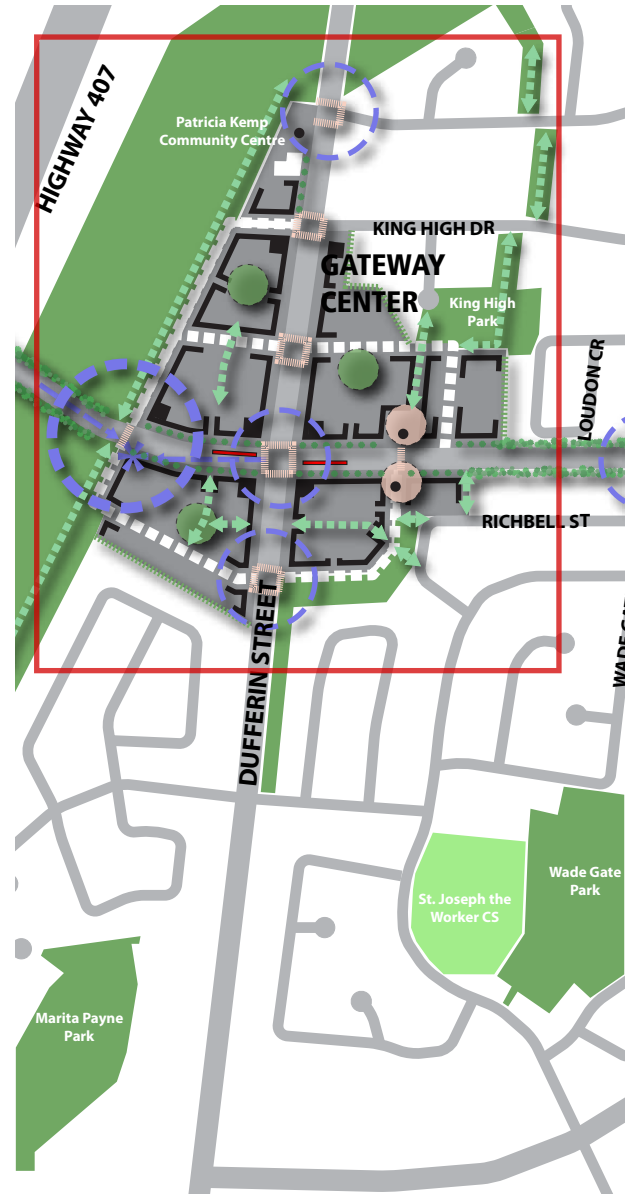 HIGHWAY 407
Patricia Kemp
Community Centre
KING HIGH DR
GATEWAY
CENTER
King High
Park
LOUDON CR
RICHBELL ST
DUFFERIN STREET
Wade Gate
Park
St. Joseph the
Worker CS
Marita Payne
Park